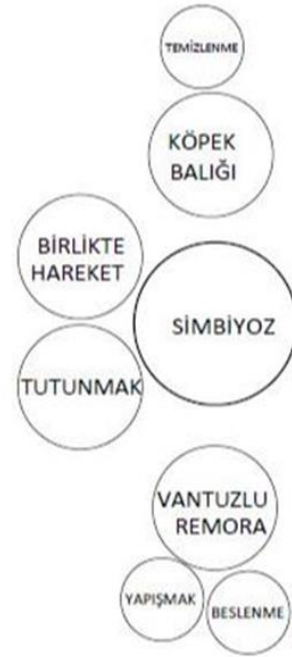 TEMİZLENME
KÖPEK
BALIĞI
BİRLİKTE
HAREKET
SİMBİYOZ
TUTUNMAK
VANTUZLU
REMORA
YAPIŞMAK
BESLENME